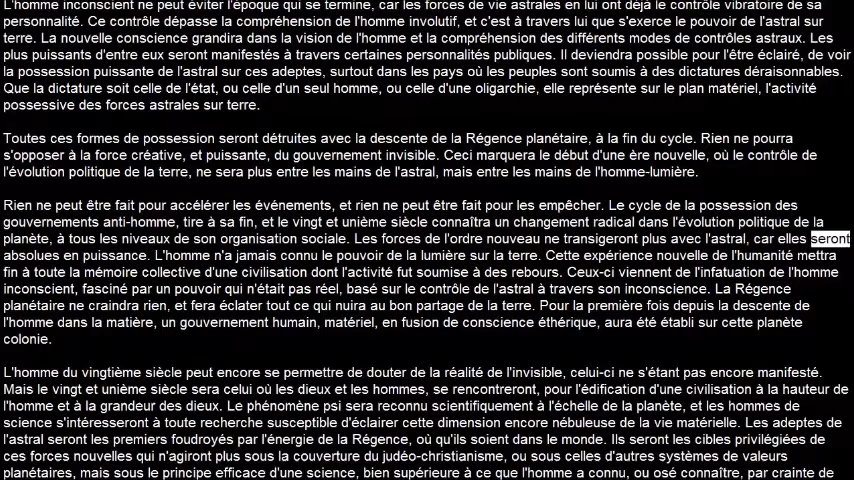 L'homme inconscient ne peut éviter l'époque qui se termine, car les forces de vie astrales en lui ont déjà le contrôle vibratoire de sa
personnalité. Ce contrôle dépasse la compréhension de l'homme involutif, et c'est à travers lui que s'exerce le pouvoir de l'astral sur
terre. La nouvelle conscience grandira dans la vision de l'homme et la compréhension des différents modes de contrôles astraux. Les
plus puissants d'entre eux seront manifestés à travers certaines personnalités publiques. Il deviendra possible pour l'être éclairé, de voir
la possession puissante de l'astral sur ces adeptes, surtout dans les pays où les peuples sont soumis à des dictatures déraisonnables.
Que la dictature soit celle de l'état, ou celle d'un seul homme, ou celle d'une oligarchie, elle représente sur le plan matériel, l'activité
possessive des forces astrales sur terre.
Toutes ces formes de possession seront détruites avec la descente de la Régence planétaire, à la fin du cycle. Rien ne pourra
s'opposer à la force créative, et puissante, du gouvernement invisible. Ceci marquera le début d'une ère nouvelle, où le contrôle de
l'évolution politique de la terre, ne sera plus entre les mains de l'astral, mais entre les mains de l'homme-lumière.
Rien ne peut être fait pour accélérer les événements, et rien ne peut être fait pour les empêcher. Le cycle de la possession des
gouvernements anti-homme, tire à sa fin, et le vingt et unième siècle connaîtra un changement radical dans l'évolution politique de la
planète, à tous les niveaux de son organisation sociale. Les forces de l'ordre nouveau ne transigeront plus avec l'astral, car elles seront
absolues en puissance. L'homme n'a jamais connu le pouvoir de la lumière sur la terre. Cette expérience nouvelle de l'humanité mettra
fin à toute la mémoire collective d'une civilisation dont l'activité fut soumise à des rebours. Ceux-ci viennent de l'infatuation de l'homme
inconscient, fasciné par un pouvoir qui n'était pas réel, basé sur le contrôle de l'astral à travers son inconscience. La Régence
planétaire ne craindra rien, et fera éclater tout ce qui nuira au bon partage de la terre. Pour la première fois depuis la descente de
l'homme dans la matière, un gouvernement humain, matériel, en fusion de conscience éthérique, aura été établi sur cette planète
colonie.
L'homme du vingtième siècle peut encore se permettre de douter de la réalité de l'invisible, celui-ci ne s'étant pas encore manifesté.
Mais le vingt et unième siècle sera celui où les dieux et les hommes, se rencontreront, pour l'édification d'une civilisation à la hauteur de
l'homme et à la grandeur des dieux. Le phénomène psi sera reconnu scientifiquement à l'échelle de la planète, et les hommes de
science s'intéresseront à toute recherche susceptible d'éclairer cette dimension encore nébuleuse de la vie matérielle. Les adeptes de
l'astral seront les premiers foudroyés par l'énergie de la Régence, où qu'ils soient dans le monde. Ils seront les cibles privilégiées de
ces forces nouvelles qui n'agiront plus sous la couverture du judéo-christianisme, ou sous celles d'autres systèmes de valeurs
planétaires, mais sous le principe efficace d'une science, bien supérieure à ce que l'homme a connu, ou osé connaître, par crainte de